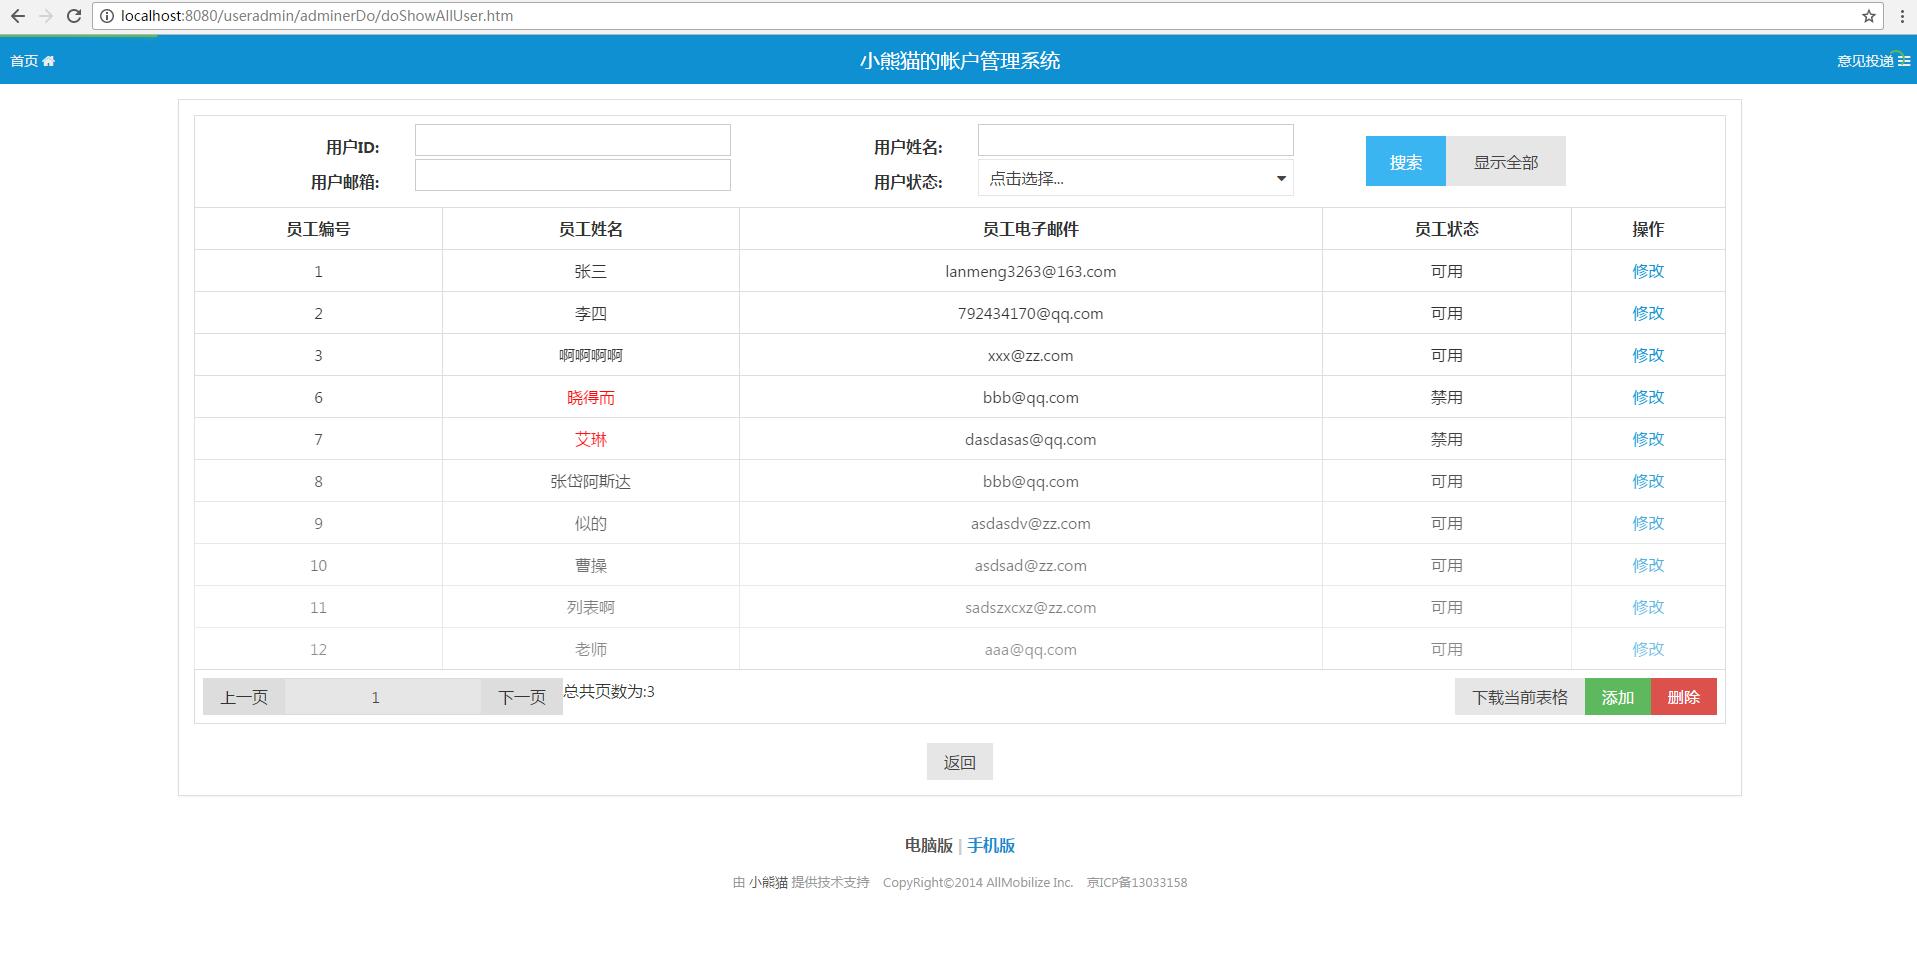 localhost:8080/useradmin/adminerDo/doShowAllUser.htm
首页 小熊猫的帐户管理系统 意见投递
用户ID: 用户姓名: 搜索 显示全部
用户邮箱: 用户状态: 点击选择...
员工编号 员工姓名 员工电子邮件 员工状态 操作
1 张三 lanmeng3263@163.com 可用 修改
2 李四 792434170@qq.com 可用 修改
3 啊啊啊啊 xxx@zz.com 可用 修改
6 晓得而 bbb@qq.com 禁用 修改
7 艾琳 dasdasas@qq.com 禁用 修改
8 张岱阿斯达 bbb@qq.com 可用 修改
9 似的 asdasdv@zz.com 可用 修改
10 曹操 asdsad@zz.com 可用 修改
11 列表啊 sadszxcxz@zz.com 可用 修改
12 老师 aaa@qq.com 可用 修改
上一页 1 下一页 总共页数为:3 下载当前表格 添加 删除
返回
电脑版 | 手机版
由 小熊猫 提供技术支持 CopyRight©2014 AllMobilize Inc. 京ICP备13033158